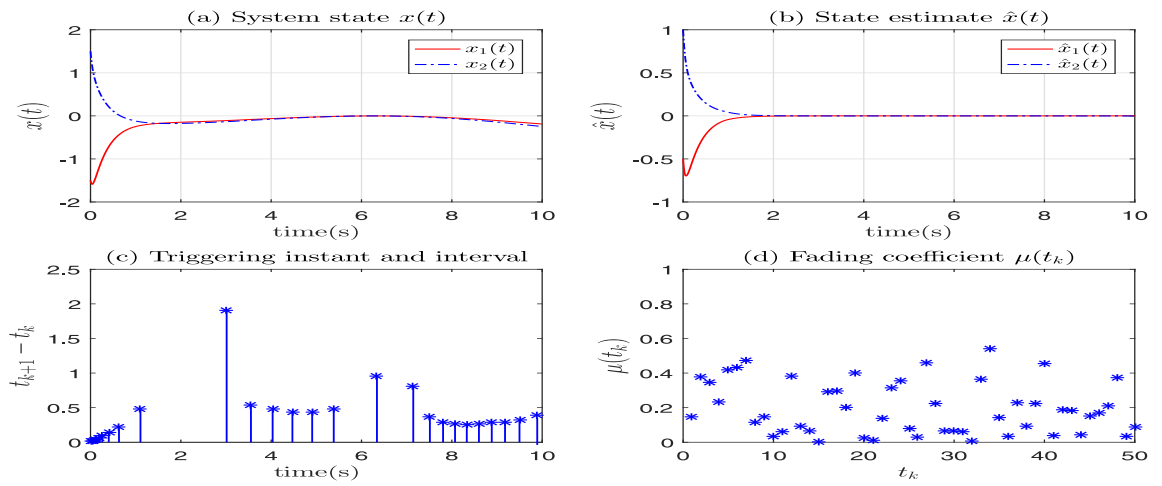 (a) System state x(t)
2
1
0
-1
-2
x(t)
x₁(t)
x₂(t)
0 2 4 6 8 10
time(s)
(b) State estimate x̂(t)
1
0.5
0
-0.5
-1
x̂(t)
x̂₁(t)
x̂₂(t)
0 2 4 6 8 10
time(s)
(c) Triggering instant and interval
2.5
2
1.5
1
0.5
0
tₖ₊₁ − tₖ
0 2 4 6 8 10
time(s)
(d) Fading coefficient μ(tₖ)
1
0.8
0.6
0.4
0.2
0
μ(tₖ)
0 10 20 30 40 50
tₖ